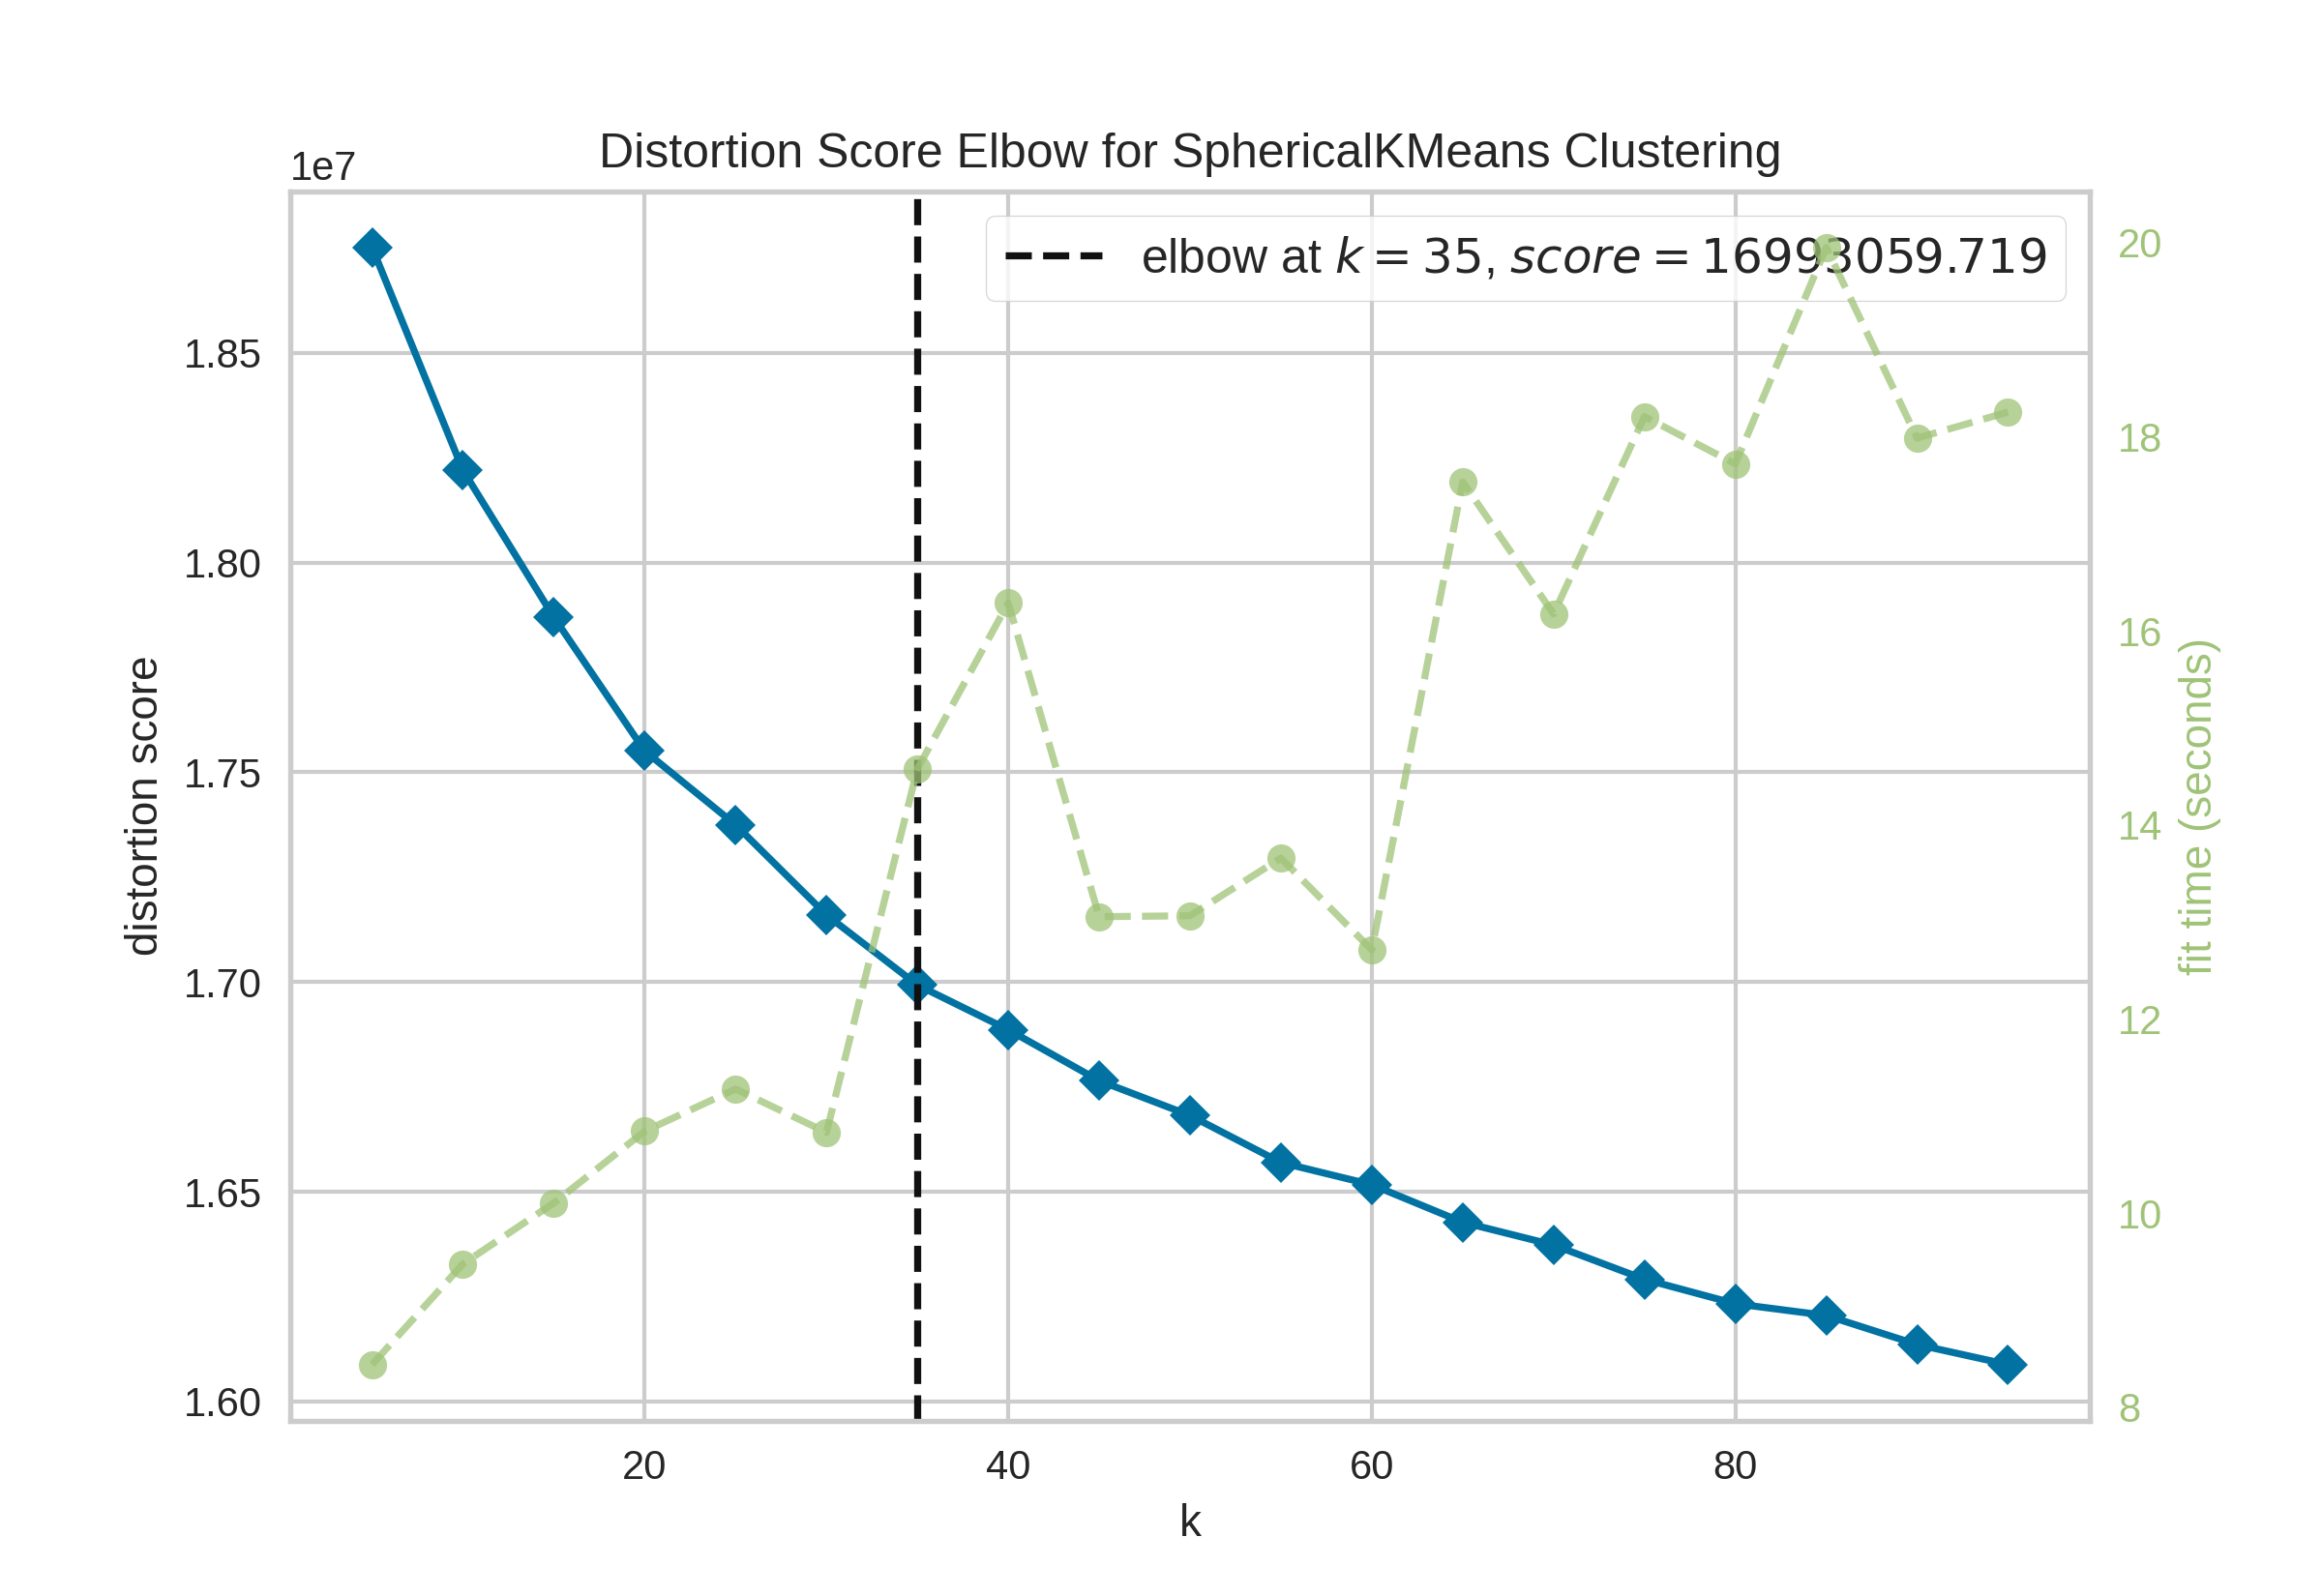 Distortion Score Elbow for SphericalKMeans Clustering
1e7
elbow at k = 35, score = 16993059.719
distortion score
1.85
1.80
1.75
1.70
1.65
1.60
20
18
16
14
12
10
8
fit time (seconds)
20 40 60 80
k